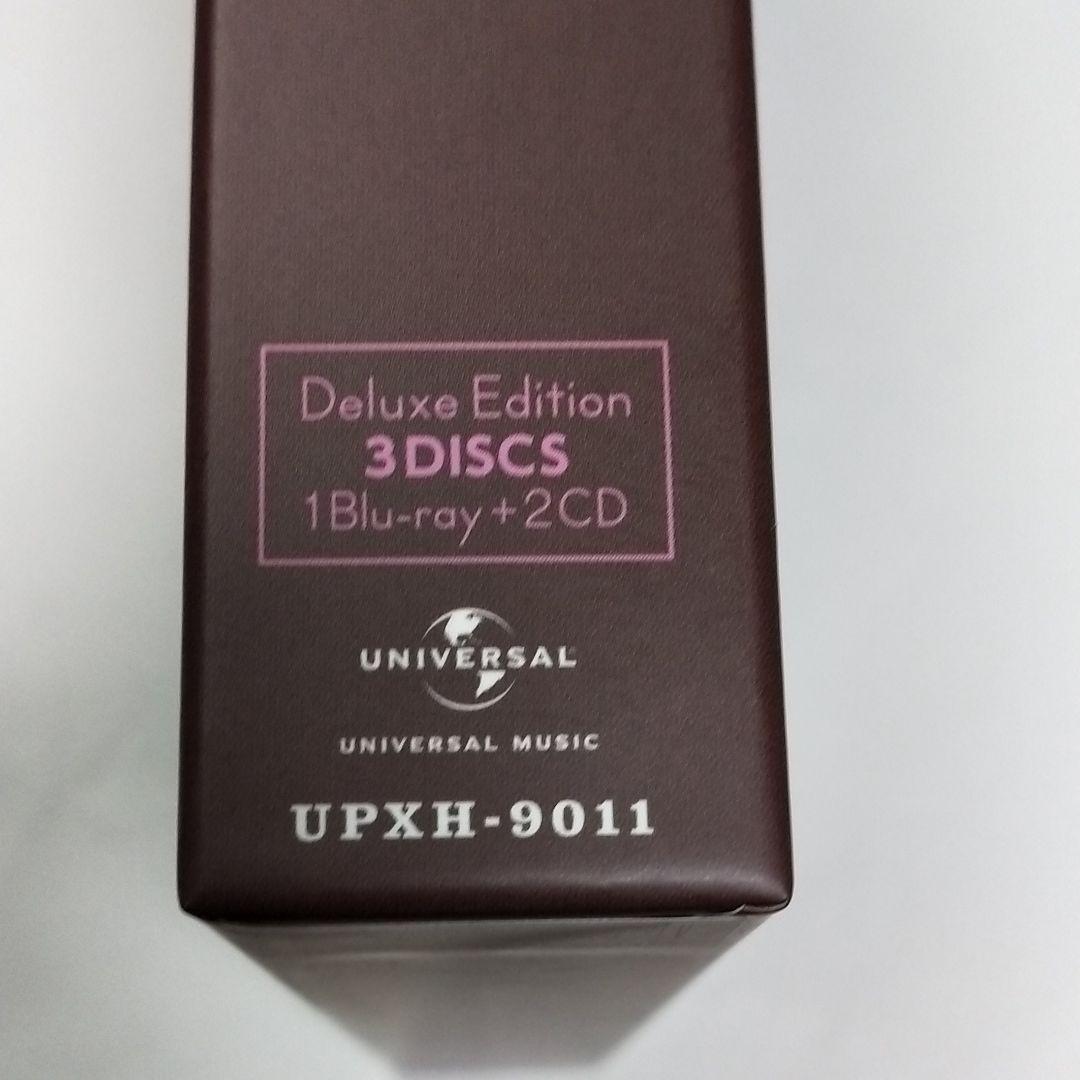 Deluxe Edition
3DISCS
1Blu-ray+2CD
UNIVERSAL
UNIVERSAL MUSIC
UPXH-9011